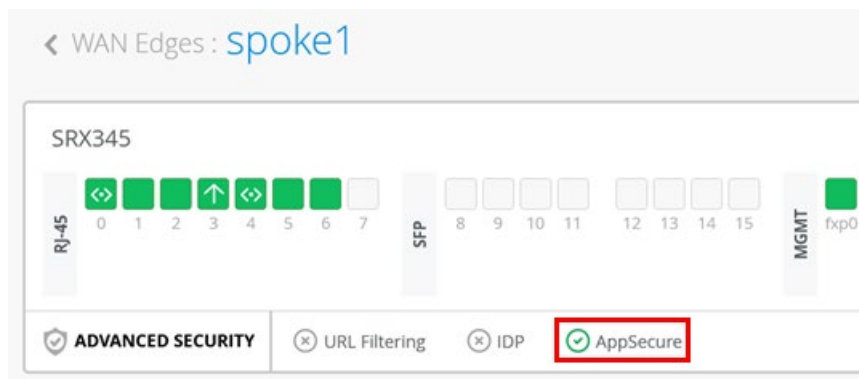 WAN Edges : spoke1
SRX345
RJ-45
0 1 2 3 4 5 6 7
SFP
8 9 10 11 12 13 14 15
MGMT
fxp0
ADVANCED SECURITY
URL Filtering
IDP
AppSecure